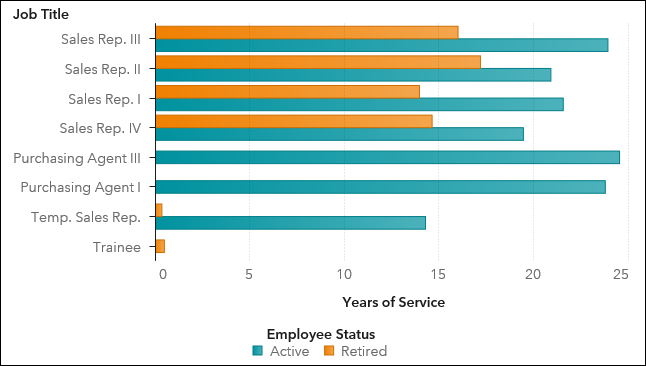 Job Title
Sales Rep. III
Sales Rep. II
Sales Rep. I
Sales Rep. IV
Purchasing Agent III
Purchasing Agent I
Temp. Sales Rep.
Trainee
0 5 10 15 20 25
Years of Service
Employee Status
Active Retired